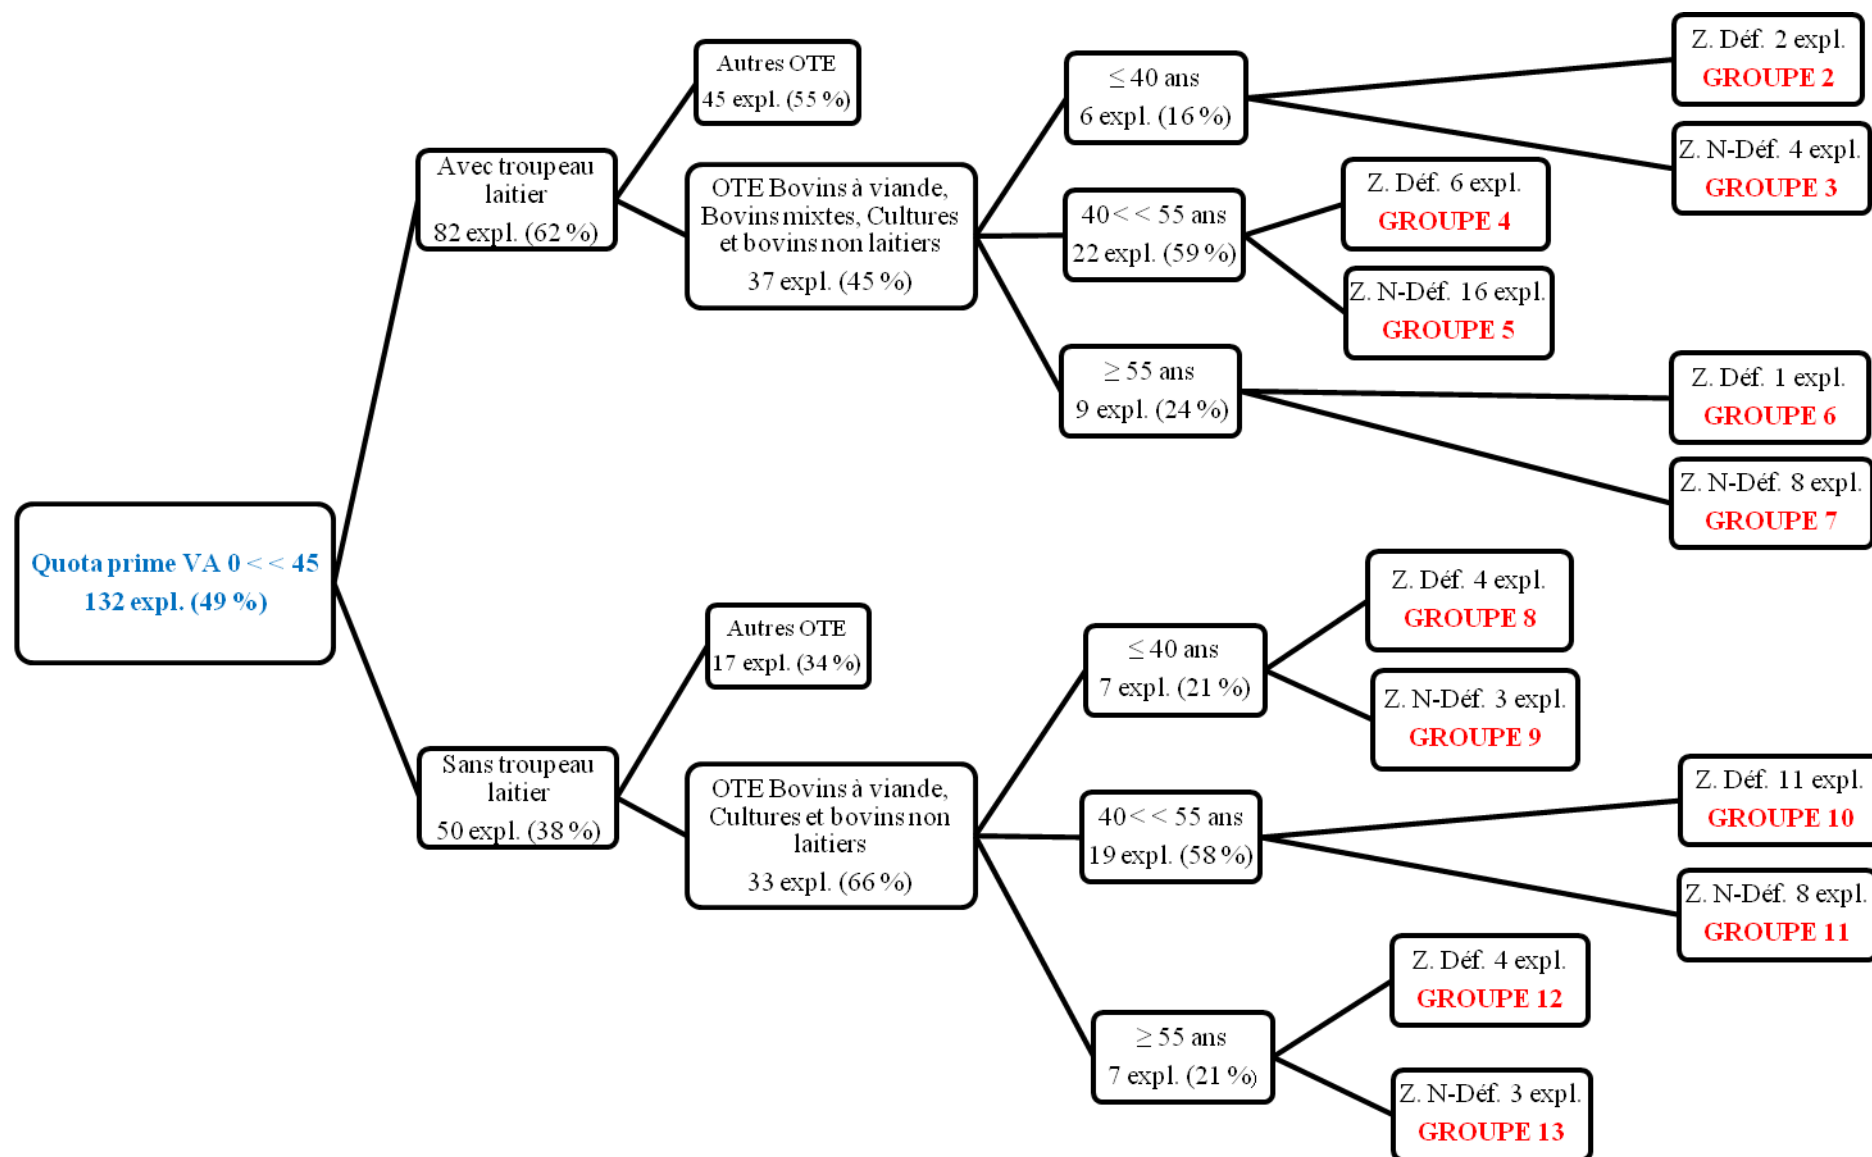 Quota prime VA 0 < < 45
132 expl. (49 %)
Avec troupeau
laitier
82 expl. (62 %)
Autres OTE
45 expl. (55 %)
OTE Bovins à viande,
Bovins mixtes, Cultures
et bovins non laitiers
37 expl. (45 %)
≤ 40 ans
6 expl. (16 %)
Z. Déf. 2 expl.
GROUPE 2
Z. N-Déf. 4 expl.
GROUPE 3
40 < < 55 ans
22 expl. (59 %)
Z. Déf. 6 expl.
GROUPE 4
Z. N-Déf. 16 expl.
GROUPE 5
≥ 55 ans
9 expl. (24 %)
Z. Déf. 1 expl.
GROUPE 6
Z. N-Déf. 8 expl.
GROUPE 7
Sans troupeau
laitier
50 expl. (38 %)
Autres OTE
17 expl. (34 %)
OTE Bovins à viande,
Cultures et bovins non
laitiers
33 expl. (66 %)
≤ 40 ans
7 expl. (21 %)
Z. Déf. 4 expl.
GROUPE 8
Z. N-Déf. 3 expl.
GROUPE 9
40 < < 55 ans
19 expl. (58 %)
Z. Déf. 11 expl.
GROUPE 10
Z. N-Déf. 8 expl.
GROUPE 11
≥ 55 ans
7 expl. (21 %)
Z. Déf. 4 expl.
GROUPE 12
Z. N-Déf. 3 expl.
GROUPE 13